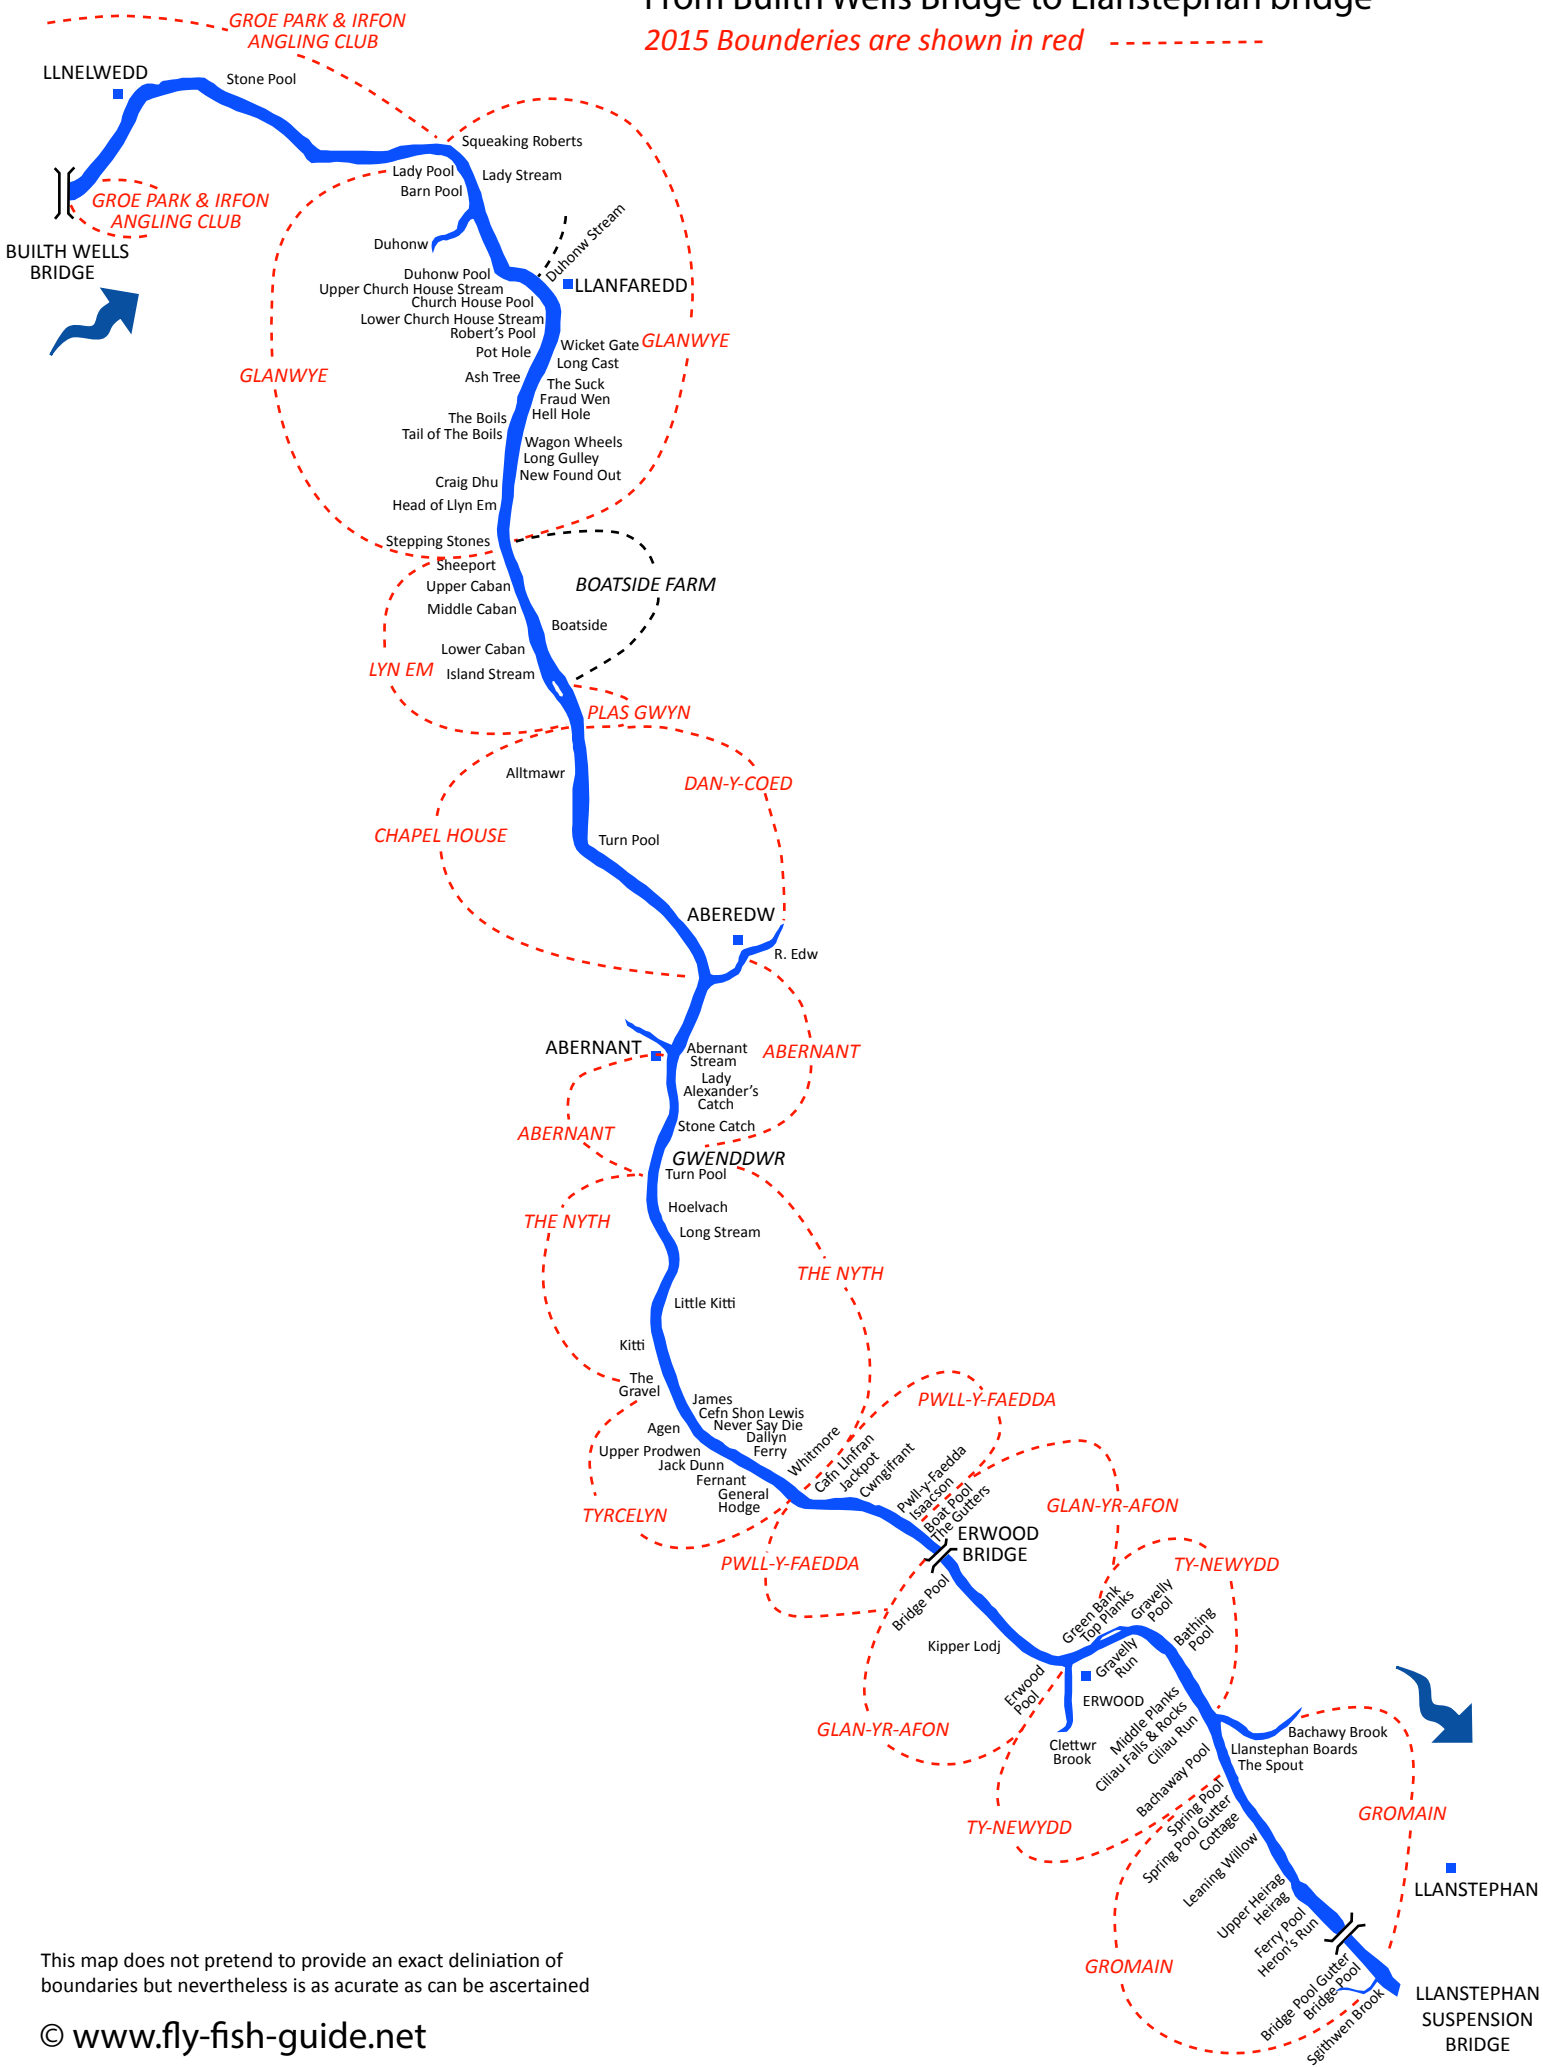 From Builth Wells Bridge to Llanstephan bridge
2015 Bounderies are shown in red
GROE PARK & IRFON
ANGLING CLUB
LLNELWEDD
Stone Pool
Squeaking Roberts
Lady Pool
Lady Stream
Barn Pool
GROE PARK & IRFON
ANGLING CLUB
BUILTH WELLS
BRIDGE
Duhonw
Duhonw Stream
Duhonw Pool
LLANFAREDD
Upper Church House Stream
Church House Pool
Lower Church House Stream
Robert's Pool
Wicket Gate
GLANWYE
Pot Hole
Long Cast
GLANWYE
Ash Tree
The Suck
Fraud Wen
Hell Hole
The Boils
Tail of The Boils
Wagon Wheels
Long Gulley
New Found Out
Craig Dhu
Head of Llyn Em
Stepping Stones
Sheeport
Upper Caban
BOATSIDE FARM
Middle Caban
Boatside
Lower Caban
LYN EM
Island Stream
PLAS GWYN
Alltmawr
DAN-Y-COED
CHAPEL HOUSE
Turn Pool
ABEREDW
R. Edw
ABERNANT
Abernant
Stream
ABERNANT
Lady
Alexander's
Catch
Stone Catch
ABERNANT
GWENDDWR
Turn Pool
Hoelvach
THE NYTH
Long Stream
THE NYTH
Little Kitti
Kitti
The
Gravel
James
Cefn Shon Lewis
Never Say Die
Agen
Dallyn
Upper Prodwen
Ferry
Jack Dunn
Fernant
General
Hodge
TYRCELYN
Whitmore
Cafn LInfran
Jackpot
Cwngifrant
PWLL-Y-FAEDDA
Pwll-y-Faedda
Isaacson
Boat Pool
The Gutters
ERWOOD
BRIDGE
GLAN-YR-AFON
PWLL-Y-FAEDDA
TY-NEWYDD
Bridge Pool
Kipper Lodj
Green Bank
Top Planks
Gravelly
Pool
Bathing
Pool
Gravelly
Run
Erwood
Pool
ERWOOD
GLAN-YR-AFON
Clettwr
Brook
Middle Planks
Ciliau Falls & Rocks
Ciliau Run
Bachawy Brook
Llanstephan Boards
The Spout
Bachaway Pool
TY-NEWYDD
Spring Pool
Spring Pool Gutter
Cottage
GROMAIN
Leaning Willow
LLANSTEPHAN
Upper Heirag
Heirag
Ferry Pool
Heron's Run
GROMAIN
Bridge Pool Gutter
Bridge Pool
Sgithwen Brook
LLANSTEPHAN
SUSPENSION
BRIDGE
This map does not pretend to provide an exact deliniation of
boundaries but nevertheless is as acurate as can be ascertained
© www.fly-fish-guide.net